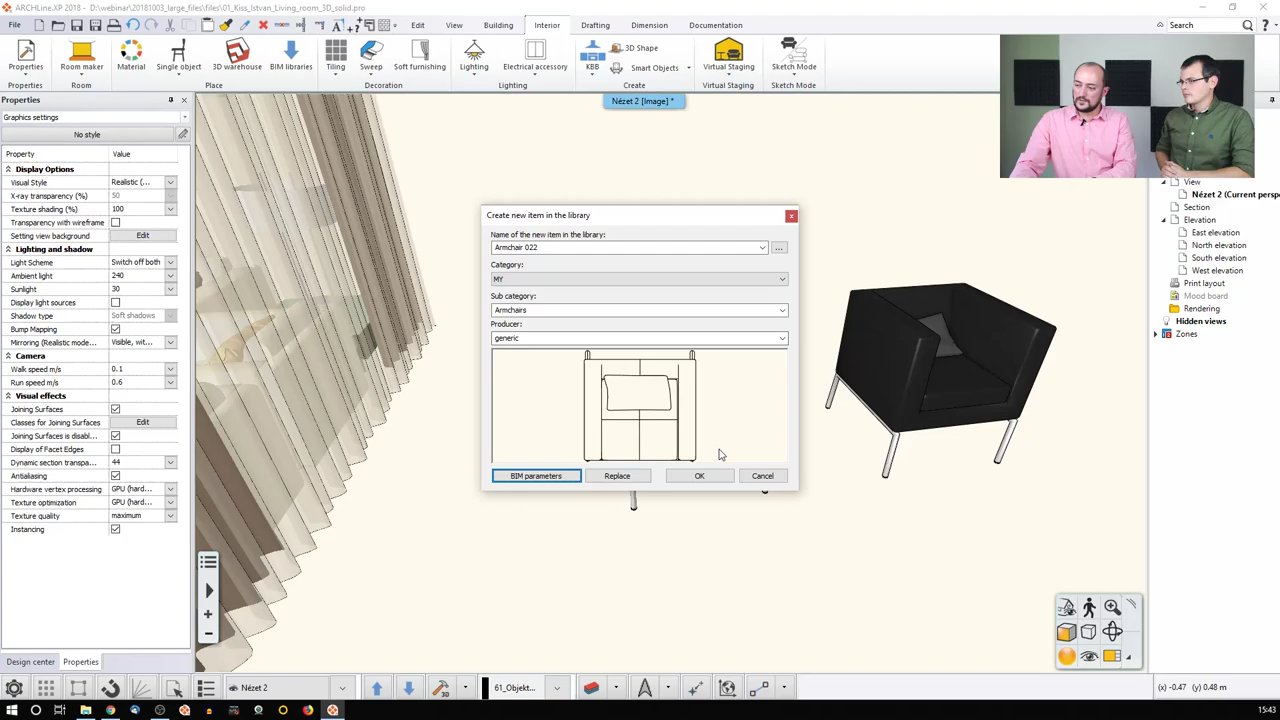 ARCHLine.XP 2018 - D:\webinar\20181003_large_files\files\01_Kiss_Istvan_Living_room_3D_solid.pro
File
Edit
View
Building
Interior
Drafting
Dimension
Documentation
Search
Properties
Room maker
Material
Single object
3D warehouse
BIM libraries
Tiling
Sweep
Soft furnishing
Lighting
Electrical accessory
KBB
3D Shape
Smart Objects
Virtual Staging
Sketch Mode
Properties
Room
Place
Decoration
Lighting
Create
Virtual Staging
Sketch Mode
Properties
Graphics settings
No style
Property Value
Display Options
Visual Style Realistic (...
X-ray transparency (%) 50
Texture shading (%) 100
Transparency with wireframe
Setting view background Edit
Lighting and shadow
Light Scheme Switch off both
Ambient light 240
Sunlight 30
Display light sources
Shadow type Soft shadows
Bump Mapping
Mirroring (Realistic mode... Visible, wit...
Camera
Walk speed m/s 0.1
Run speed m/s 0.6
Visual effects
Joining Surfaces
Classes for Joining Surfaces Edit
Joining Surfaces is disabl...
Display of Facet Edges
Dynamic section transpa... 44
Antialiasing
Hardware vertex processing GPU (hard...
Texture optimization GPU (hard...
Texture quality maximum
Instancing
Design center
Properties
Nézet 2 [Image] *
Create new item in the library
Name of the new item in the library:
Armchair 022
...
Category:
MY
Sub category:
Armchairs
Producer:
generic
BIM parameters
Replace
OK
Cancel
View
Nézet 2 (Current persp
Section
Elevation
East elevation
North elevation
South elevation
West elevation
Print layout
Mood board
Rendering
Hidden views
Zones
Nézet 2
61_Objekt...
(x) -0.47 (y) 0.48 m
15:43